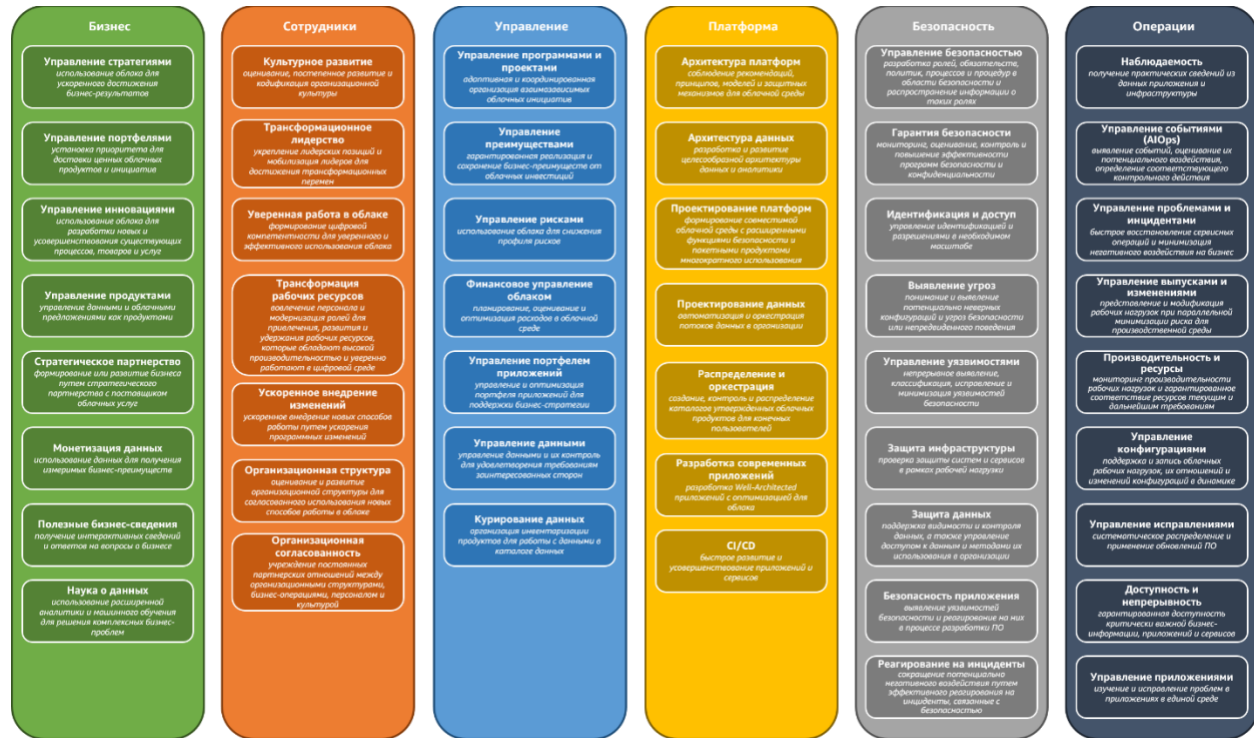 Бизнес
Управление стратегиями
использование облака для
ускоренного достижения
бизнес-результатов
Управление портфелями
установка приоритета для
доставки ценных облачных
продуктов и инициатив
Управление инновациями
использование облака для
разработки новых и
усовершенствования существующих
процессов, товаров и услуг
Управление продуктами
управление данными и облачными
предложениями как продуктами
Стратегическое партнерство
формирование или развитие бизнеса
путем стратегического
партнерства с поставщиком
облачных услуг
Монетизация данных
использование данных для получения
измеримых бизнес-преимуществ
Полезные бизнес-сведения
получение интерактивных сведений
и ответов на вопросы о бизнесе
Наука о данных
использование расширенной
аналитики и машинного обучения
для решения комплексных бизнес-
проблем
Сотрудники
Культурное развитие
оценивание, постепенное развитие и
кодификация организационной
культуры
Трансформационное
лидерство
укрепление лидерских позиций и
мобилизация лидеров для
достижения трансформационных
перемен
Уверенная работа в облаке
формирование цифровой
компетентности для уверенного и
эффективного использования облака
Трансформация
рабочих ресурсов
вовлечение персонала и
модернизация ролей для
привлечения, развития и
удержания рабочих ресурсов,
которые обладают высокой
производительностью и уверенно
работают в цифровой среде
Ускоренное внедрение
изменений
ускоренное внедрение новых способов
работы путем ускорения
программных изменений
Организационная структура
оценивание и развитие
организационной структуры для
согласованного использования новых
способов работы в облаке
Организационная
согласованность
учреждение постоянных
партнерских отношений между
организационными структурами,
бизнес-операциями, персоналом и
культурой
Управление
Управление программами и
проектами
адаптивная и координированная
организация взаимозависимых
облачных инициатив
Управление
преимуществами
гарантированная реализация и
сохранение бизнес-преимуществ от
облачных инвестиций
Управление рисками
использование облака для снижения
профиля рисков
Финансовое управление
облаком
планирование, оценивание и
оптимизация расходов в облачной
среде
Управление портфелем
приложений
управление и оптимизация
портфеля приложений для
поддержки бизнес-стратегии
Управление данными
управление данными и их контроль
для удовлетворения требованиям
заинтересованных сторон
Курирование данных
организация инвентаризации
продуктов для работы с данными в
каталоге данных
Платформа
Архитектура платформ
соблюдение рекомендаций,
принципов, моделей и защитных
механизмов для облачной среды
Архитектура данных
разработка и развитие
целесообразной архитектуры
данных и аналитики
Проектирование платформ
формирование совместимой
облачной среды с расширенными
функциями безопасности и
пакетными продуктами
многократного использования
Проектирование данных
автоматизация и оркестрация
потоков данных в организации
Распределение и
оркестрация
создание, контроль и распределение
каталогов утвержденных облачных
продуктов для конечных
пользователей
Разработка современных
приложений
разработка Well-Architected
приложений с оптимизацией для
облака
CI/CD
быстрое развитие и
усовершенствование приложений и
сервисов
Безопасность
Управление безопасностью
разработка ролей, обязательств,
политик, процессов и процедур в
области безопасности и
распространение информации о
таких ролях
Гарантия безопасности
мониторинг, оценивание, контроль и
повышение эффективности
программ безопасности и
конфиденциальности
Идентификация и доступ
управление идентификацией и
разрешениями в необходимом
масштабе
Выявление угроз
понимание и выявление
потенциально неверных
конфигураций и угроз безопасности
или непредвиденного поведения
Управление уязвимостями
непрерывное выявление,
классификация, исправление и
минимизация уязвимостей
безопасности
Защита инфраструктуры
проверка защиты систем и сервисов
в рамках рабочей нагрузки
Защита данных
поддержка видимости и контроля
данных, а также управление
доступом к данным и методами их
использования в организации
Безопасность приложения
выявление уязвимостей
безопасности и реагирование на них
в процессе разработки ПО
Реагирование на инциденты
сокращение потенциально
негативного воздействия путем
эффективного реагирования на
инциденты, связанные с
безопасностью
Операции
Наблюдаемость
получение практических сведений из
данных приложения и
инфраструктуры
Управление событиями
(AIOps)
выявление событий, оценивание их
потенциального воздействия,
определение соответствующего
контрольного действия
Управление проблемами и
инцидентами
быстрое восстановление сервисных
операций и минимизация
негативного воздействия на бизнес
Управление выпусками и
изменениями
представление и модификация
рабочих нагрузок при параллельной
минимизации риска для
производственной среды
Производительность и
ресурсы
мониторинг производительности
рабочих нагрузок и гарантированное
соответствие ресурсов текущим и
дальнейшим требованиям
Управление
конфигурациями
поддержка и запись облачных
рабочих нагрузок, их отношений и
изменений конфигураций в динамике
Управление исправлениями
систематическое распределение и
применение обновлений ПО
Доступность и
непрерывность
гарантированная доступность
критически важной бизнес-
информации, приложений и сервисов
Управление приложениями
изучение и исправление проблем в
приложениях в единой среде